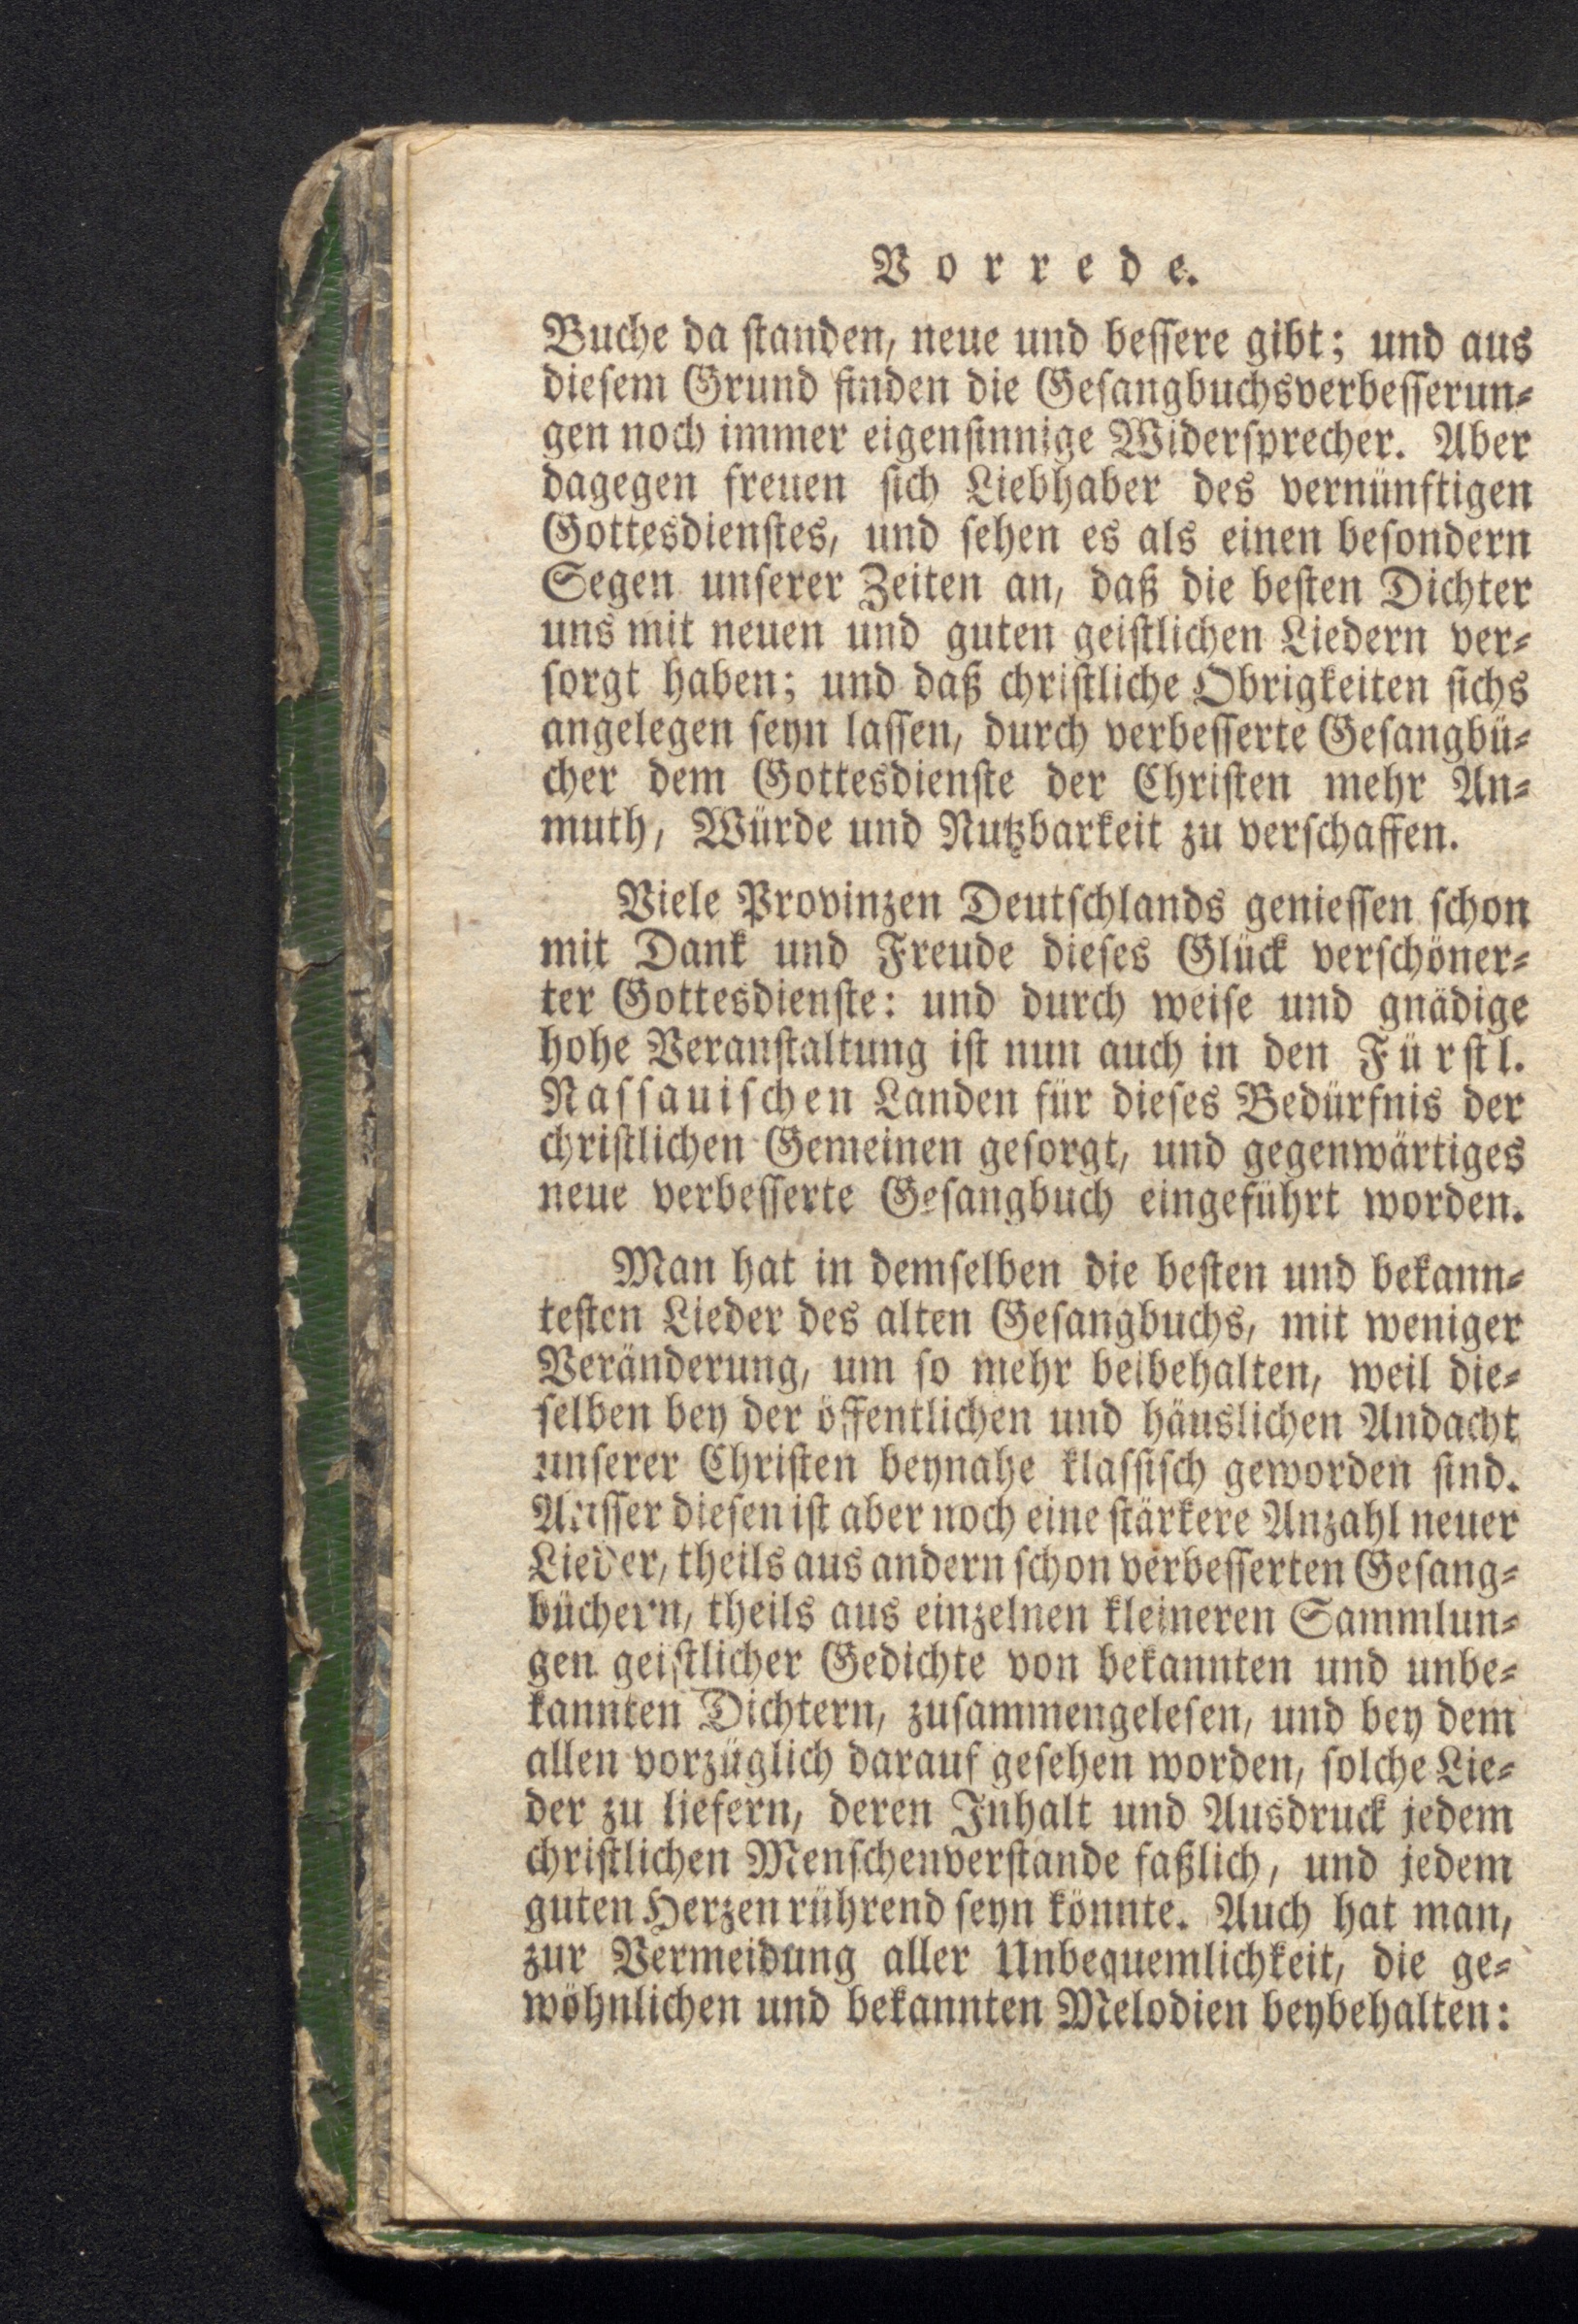 Vorrede.
Buche da ſtanden, neue und beſſere gibt; und aus
dieſem Grund finden die Geſangbuchsverbeſſerun⸗
gen noch immer eigenſinnige Widerſprecher. Aber
dagegen freuen ſich Liebhaber des vernünftigen
Gottesdienſtes, und ſehen es als einen beſondern
Segen unſerer Zeiten an, daß die beſten Dichter
uns mit neuen und guten geiſtlichen Liedern ver⸗
ſorgt haben; und daß chriſtliche Obrigkeiten ſichs
angelegen ſeyn laſſen, durch verbeſſerte Geſangbü⸗
cher dem Gottesdienſte der Chriſten mehr An⸗
muth, Würde und Nutzbarkeit zu verſchaffen.
Viele Provinzen Deutſchlands genieſſen ſchon
mit Dank und Freude dieſes Glück verſchöner⸗
ter Gottesdienſte: und durch weiſe und gnädige
hohe Veranſtaltung iſt nun auch in den Fürſtl.
Naſſauiſchen Landen für dieſes Bedürfnis der
chriſtlichen Gemeinen geſorgt, und gegenwärtiges
neue verbeſſerte Geſangbuch eingeführt worden.
Man hat in demſelben die beſten und bekann⸗
teſten Lieder des alten Geſangbuchs, mit weniger
Veränderung, um ſo mehr beibehalten, weil die⸗
ſelben bey der öffentlichen und häuslichen Andacht
unſerer Chriſten beynahe klaſſiſch geworden ſind.
Auſſer dieſen iſt aber noch eine ſtärkere Anzahl neuer
Lieder, theils aus andern ſchon verbeſſerten Geſang⸗
büchern, theils aus einzelnen kleineren Sammlun⸗
gen geiſtlicher Gedichte von bekannten und unbe⸗
kannten Dichtern, zuſammengeleſen, und bey dem
allen vorzüglich darauf geſehen worden, ſolche Lie⸗
der zu liefern, deren Inhalt und Ausdruck jedem
chriſtlichen Menſchenverſtande faßlich, und jedem
guten Herzen rührend ſeyn könnte. Auch hat man,
zur Vermeidung aller Unbequemlichkeit, die ge⸗
wöhnlichen und bekannten Melodien beybehalten: